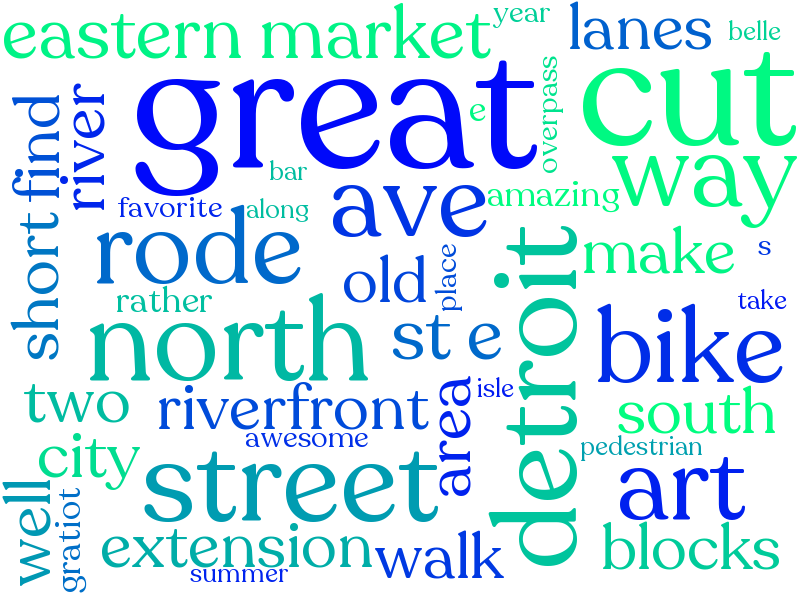 year
eastern market
lanes
belle
great
cut
overpass
e
river
short find
way
bar
favorite
along
ave
amazing
rode
make
s
old
place
detroit
rather
take
north
st e
bike
two
riverfront
isle
area
south
awesome
city
pedestrian
street
art
well
gratiot
extension
walk
blocks
summer